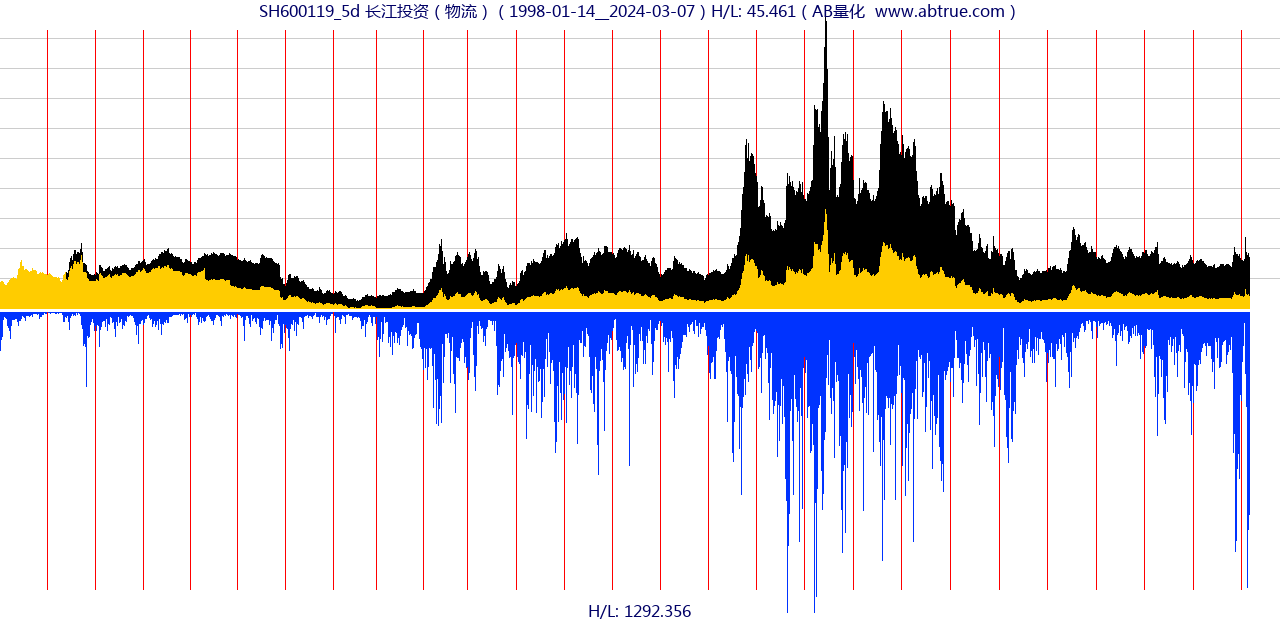 SH600119_5d 长江投资 ( 物流 ) ( 1998-01-14__2024-03-07 ) H/L: 45.461 ( AB量化  www.abtrue.com )
H/L: 1292.356